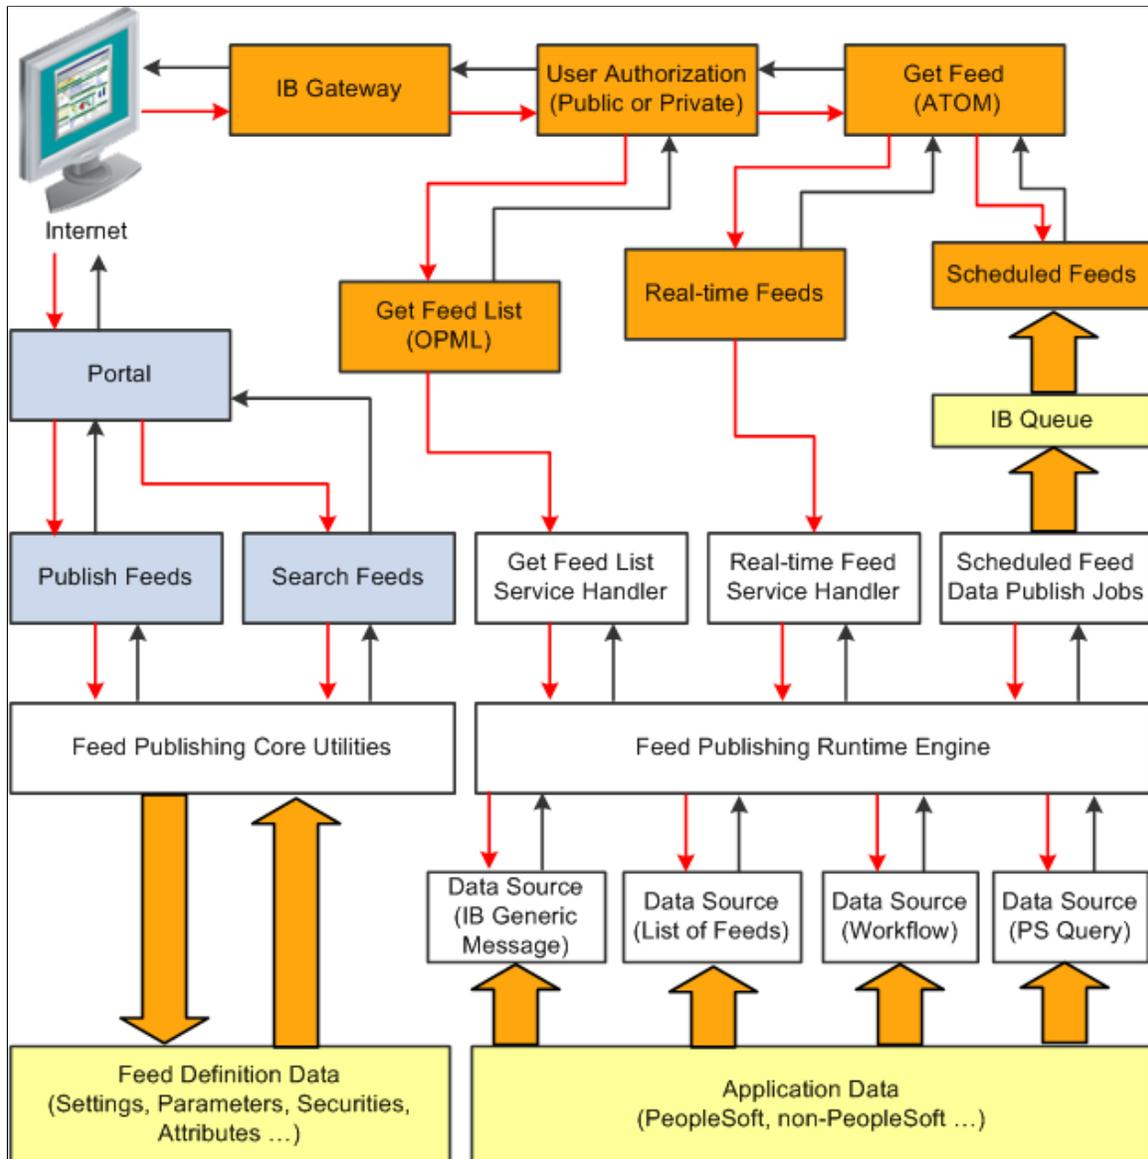 IB Gateway
User Authorization
(Public or Private)
Get Feed
(ATOM)
Internet
Get Feed List
(OPML)
Real-time Feeds
Scheduled Feeds
Portal
IB Queue
Publish Feeds
Search Feeds
Get Feed List
Service Handler
Real-time Feed
Service Handler
Scheduled Feed
Data Publish Jobs
Feed Publishing Core Utilities
Feed Publishing Runtime Engine
Data Source
(IB Generic
Message)
Data Source
(List of Feeds)
Data Source
(Workflow)
Data Source
(PS Query)
Feed Definition Data
(Settings, Parameters, Securities,
Attributes ...)
Application Data
(PeopleSoft, non-PeopleSoft ...)